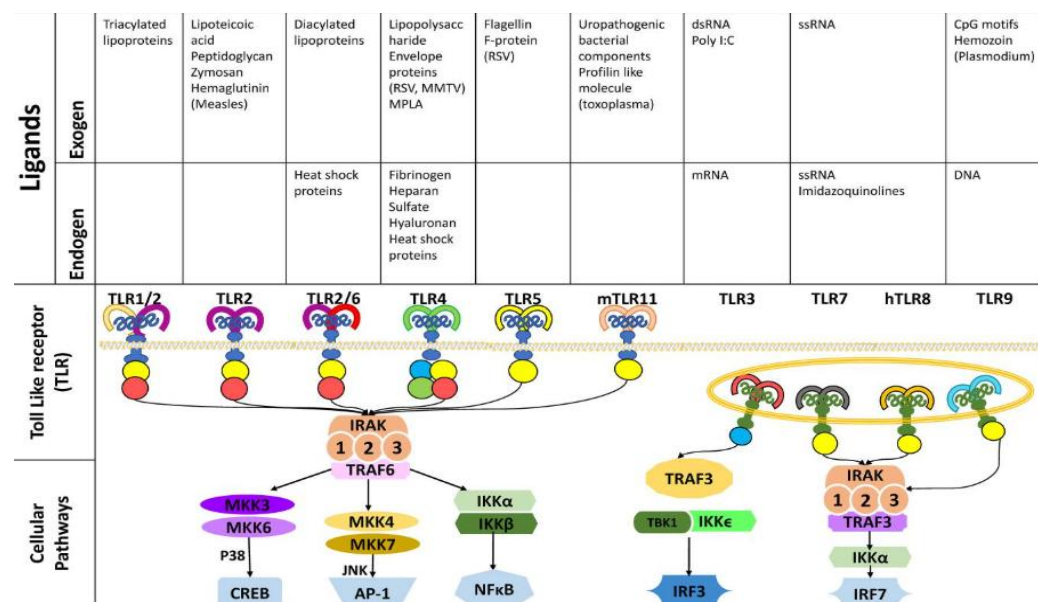 Ligands
Exogen
Triacylated
lipoproteins
Lipoteicoic
acid
Peptidoglycan
Zymosan
Hemaglutinin
(Measles)
Diacylated
lipoproteins
Lipopolysacc
haride
Envelope
proteins
(RSV, MMTV)
MPLA
Flagellin
F-protein
(RSV)
Uropathogenic
bacterial
components
Profilin like
molecule
(toxoplasma)
dsRNA
Poly I:C
ssRNA
CpG motifs
Hemozoin
(Plasmodium)
Endogen
Heat shock
proteins
Fibrinogen
Heparan
Sulfate
Hyaluronan
Heat shock
proteins
mRNA
ssRNA
Imidazoquinolines
DNA
Toll Like receptor
(TLR)
TLR1/2
TLR2
TLR2/6
TLR4
TLR5
mTLR11
TLR3
TLR7
hTLR8
TLR9
IRAK
1 2 3
TRAF6
Cellular
Pathways
MKK3
MKK6
P38
CREB
MKK4
MKK7
JNK
AP-1
IKKα
IKKβ
NFκB
TRAF3
TBK1 IKKϵ
IRF3
IRAK
1 2 3
TRAF3
IKKα
IRF7